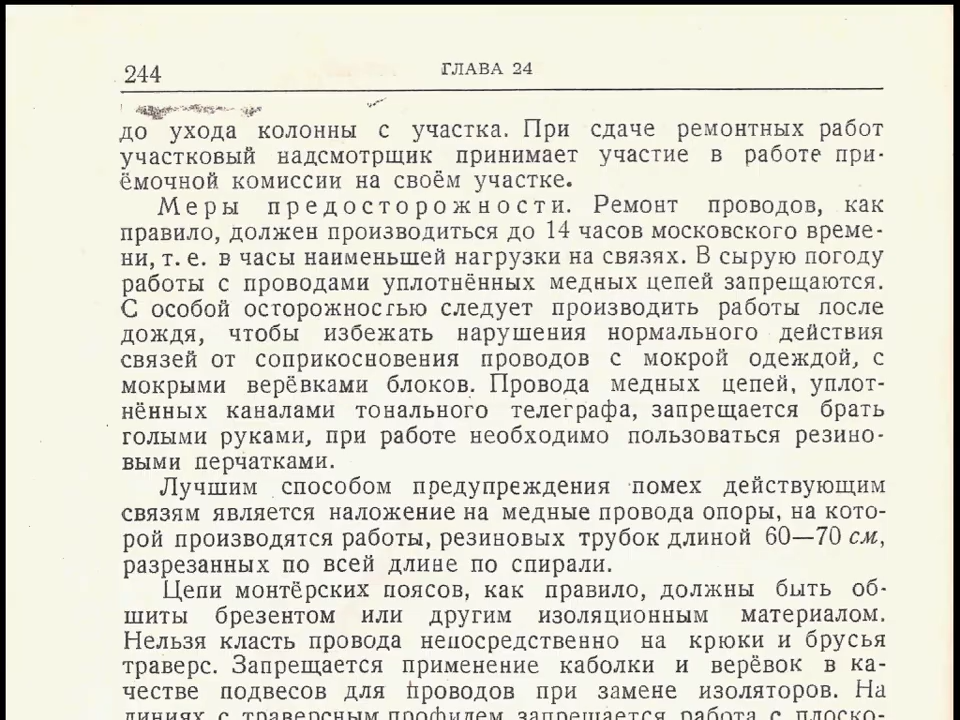 244
ГЛАВА 24
до ухода колонны с участка. При сдаче ремонтных работ
участковый надсмотрщик принимает участие в работе при-
ёмочной комиссии на своём участке.
Меры предосторожности. Ремонт проводов, как
правило, должен производиться до 14 часов московского време-
ни, т. е. в часы наименьшей нагрузки на связях. В сырую погоду
работы с проводами уплотнённых медных цепей запрещаются.
С особой осторожностью следует производить работы после
дождя, чтобы избежать нарушения нормального действия
связей от соприкосновения проводов с мокрой одеждой, с
мокрыми верёвками блоков. Провода медных цепей, уплот-
нённых каналами тонального телеграфа, запрещается брать
голыми руками, при работе необходимо пользоваться резино-
выми перчатками.
Лучшим способом предупреждения помех действующим
связям является наложение на медные провода опоры, на кото-
рой производятся работы, резиновых трубок длиной 60—70 см,
разрезанных по всей длине по спирали.
Цепи монтёрских поясов, как правило, должны быть об-
шиты брезентом или другим изоляционным материалом.
Нельзя класть провода непосредственно на крюки и брусья
траверс. Запрещается применение каболки и верёвок в ка-
честве подвесов для проводов при замене изоляторов. На
линиях с траверсным профилем запрещается работа с плоско-